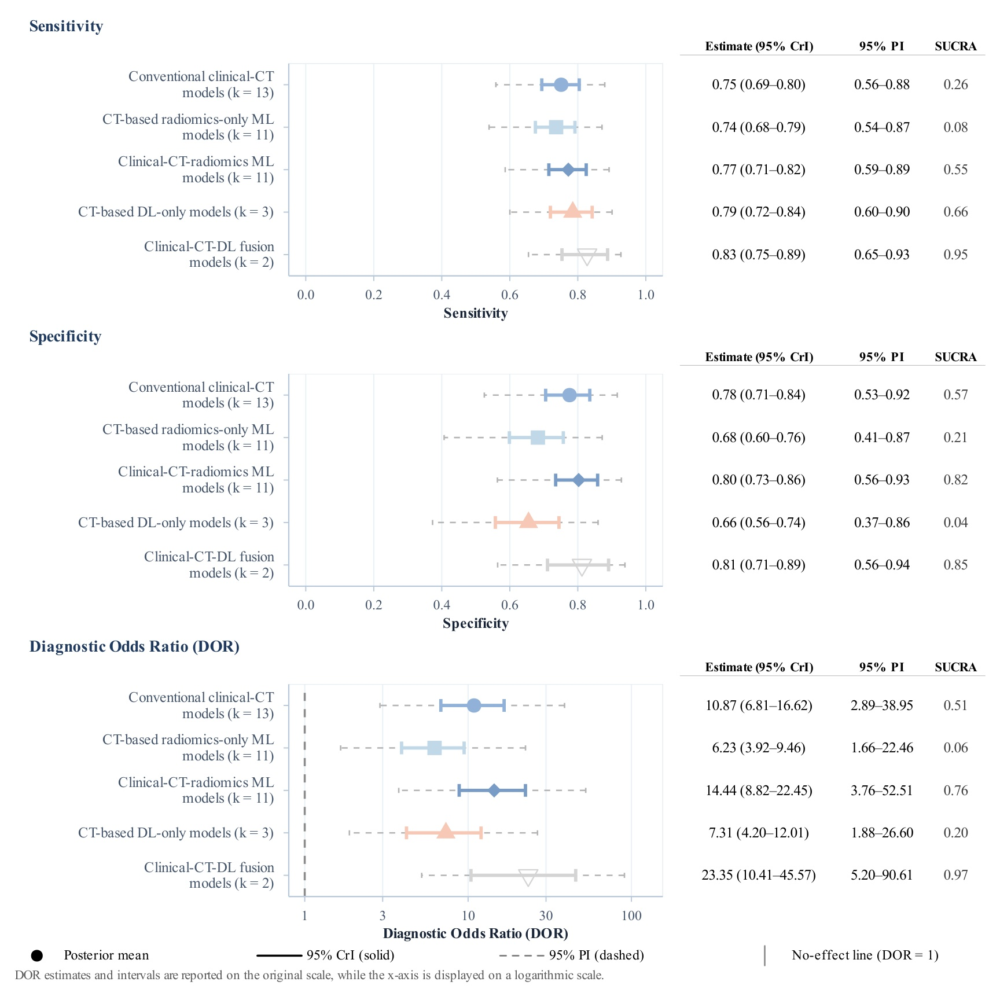 Sensitivity
Estimate (95% CrI) 95% PI SUCRA
Conventional clinical-CT
models (k = 13) 0.75 (0.69–0.80) 0.56–0.88 0.26
CT-based radiomics-only ML
models (k = 11) 0.74 (0.68–0.79) 0.54–0.87 0.08
Clinical-CT-radiomics ML
models (k = 11) 0.77 (0.71–0.82) 0.59–0.89 0.55
CT-based DL-only models (k = 3) 0.79 (0.72–0.84) 0.60–0.90 0.66
Clinical-CT-DL fusion
models (k = 2) 0.83 (0.75–0.89) 0.65–0.93 0.95
0.0 0.2 0.4 0.6 0.8 1.0
Sensitivity
Specificity
Estimate (95% CrI) 95% PI SUCRA
Conventional clinical-CT
models (k = 13) 0.78 (0.71–0.84) 0.53–0.92 0.57
CT-based radiomics-only ML
models (k = 11) 0.68 (0.60–0.76) 0.41–0.87 0.21
Clinical-CT-radiomics ML
models (k = 11) 0.80 (0.73–0.86) 0.56–0.93 0.82
CT-based DL-only models (k = 3) 0.66 (0.56–0.74) 0.37–0.86 0.04
Clinical-CT-DL fusion
models (k = 2) 0.81 (0.71–0.89) 0.56–0.94 0.85
0.0 0.2 0.4 0.6 0.8 1.0
Specificity
Diagnostic Odds Ratio (DOR)
Estimate (95% CrI) 95% PI SUCRA
Conventional clinical-CT
models (k = 13) 10.87 (6.81–16.62) 2.89–38.95 0.51
CT-based radiomics-only ML
models (k = 11) 6.23 (3.92–9.46) 1.66–22.46 0.06
Clinical-CT-radiomics ML
models (k = 11) 14.44 (8.82–22.45) 3.76–52.51 0.76
CT-based DL-only models (k = 3) 7.31 (4.20–12.01) 1.88–26.60 0.20
Clinical-CT-DL fusion
models (k = 2) 23.35 (10.41–45.57) 5.20–90.61 0.97
1 3 10 30 100
Diagnostic Odds Ratio (DOR)
Posterior mean 95% CrI (solid) 95% PI (dashed) No-effect line (DOR = 1)
DOR estimates and intervals are reported on the original scale, while the x-axis is displayed on a logarithmic scale.